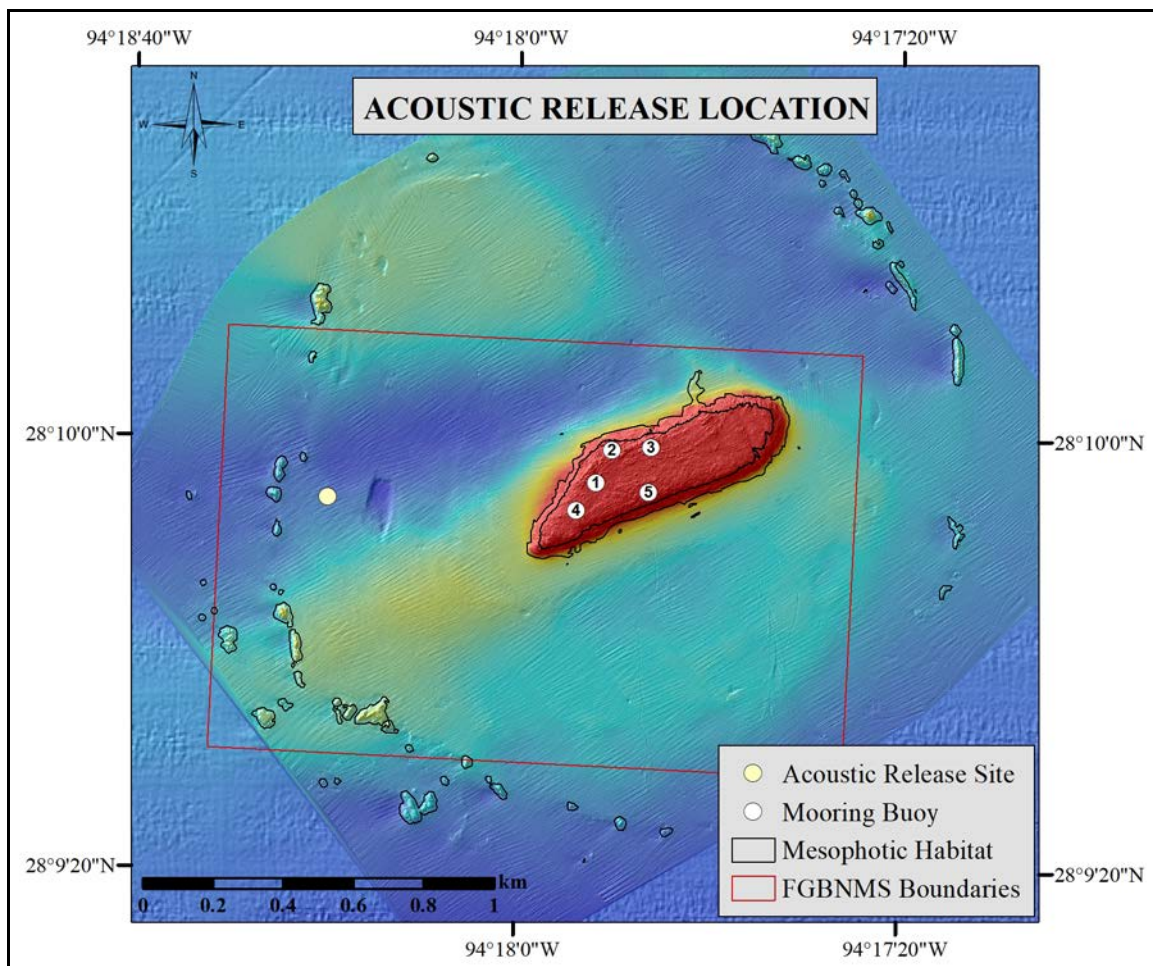 94°18'40"W 94°18'0"W 94°17'20"W
ACOUSTIC RELEASE LOCATION
N
W E
S
28°10'0"N 28°10'0"N
2 3
1
5
4
Acoustic Release Site
Mooring Buoy
Mesophotic Habitat
FGBNMS Boundaries
28°9'20"N 28°9'20"N
km
0 0.2 0.4 0.6 0.8 1
94°18'0"W 94°17'20"W